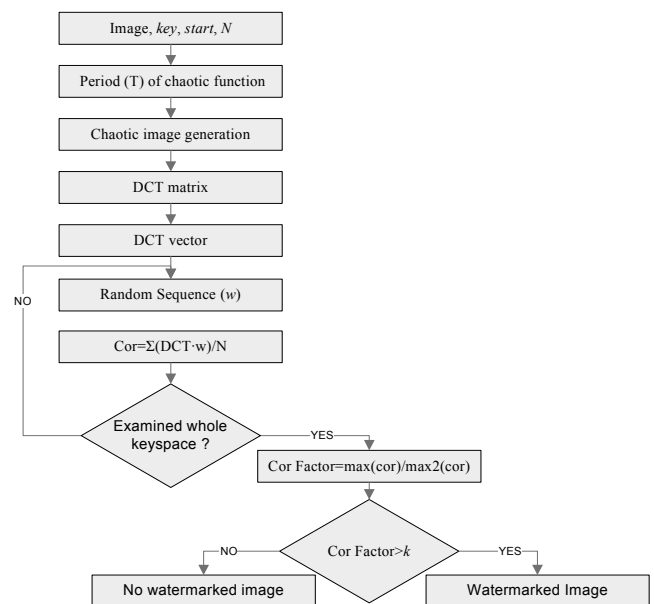 Image, key, start, N
Period (T) of chaotic function
Chaotic image generation
DCT matrix
DCT vector
NO
Random Sequence (w)
Cor=Σ(DCT·w)/N
Examined whole
keyspace ?
YES
Cor Factor=max(cor)/max2(cor)
NO
Cor Factor>k
YES
No watermarked image
Watermarked Image